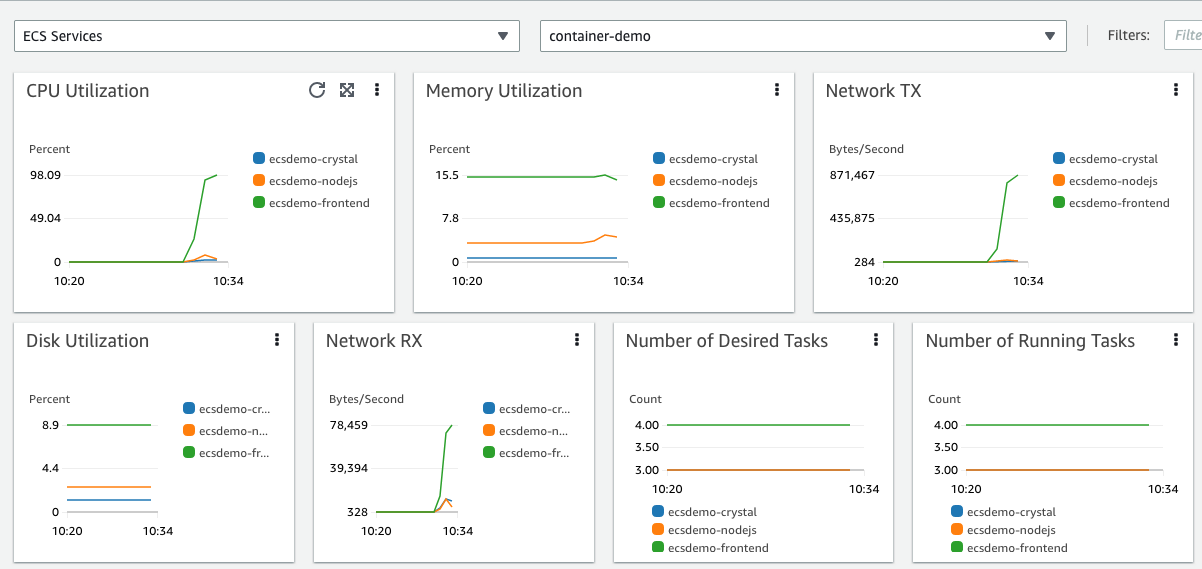 ECS Services
container-demo
Filters:
Filte
CPU Utilization
Percent
98.09
49.04
0
10:20
10:34
ecsdemo-crystal
ecsdemo-nodejs
ecsdemo-frontend
Memory Utilization
Percent
15.5
7.8
0
10:20
10:34
ecsdemo-crystal
ecsdemo-nodejs
ecsdemo-frontend
Network TX
Bytes/Second
871,467
435,875
284
10:20
10:34
ecsdemo-crystal
ecsdemo-nodejs
ecsdemo-frontend
Disk Utilization
Percent
8.9
4.4
0
10:20
10:34
ecsdemo-cr...
ecsdemo-n...
ecsdemo-fr...
Network RX
Bytes/Second
78,459
39,394
328
10:20
10:34
ecsdemo-cr...
ecsdemo-n...
ecsdemo-fr...
Number of Desired Tasks
Count
4.00
3.50
3.00
10:20
10:34
ecsdemo-crystal
ecsdemo-nodejs
ecsdemo-frontend
Number of Running Tasks
Count
4.00
3.50
3.00
10:20
10:34
ecsdemo-crystal
ecsdemo-nodejs
ecsdemo-frontend